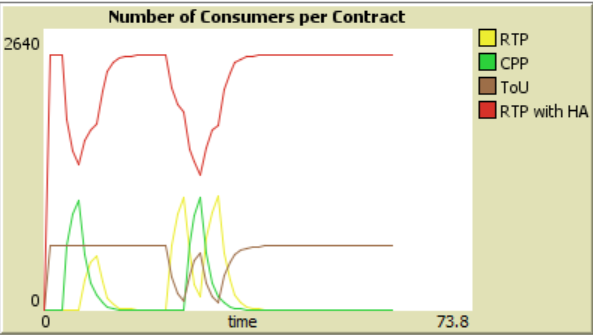 Number of Consumers per Contract
2640
0
0 time 73.8
RTP
CPP
ToU
RTP with HA